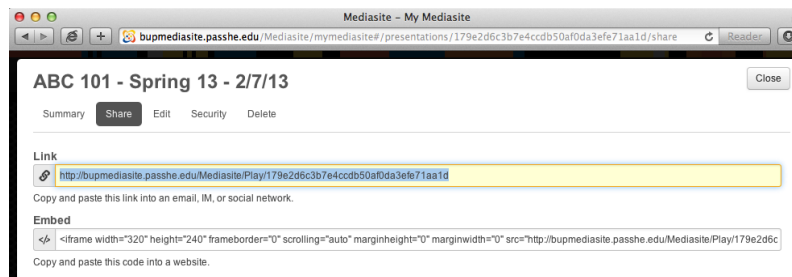 Mediasite – My Mediasite
bupmediasite.passhe.edu/Mediasite/mymediasite#/presentations/179e2d6c3b7e4ccdb50af0da3efe71aa1d/share
Reader
ABC 101 - Spring 13 - 2/7/13
Close
Summary Share Edit Security Delete
Link
http://bupmediasite.passhe.edu/Mediasite/Play/179e2d6c3b7e4ccdb50af0da3efe71aa1d
Copy and paste this link into an email, IM, or social network.
Embed
</> <iframe width="320" height="240" frameborder="0" scrolling="auto" marginheight="0" marginwidth="0" src="http://bupmediasite.passhe.edu/Mediasite/Play/179e2d6c
Copy and paste this code into a website.